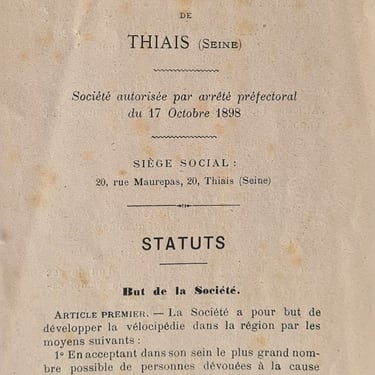 DE
THIAIS (SEINE)
Société autorisée par arrêté préfectoral
du 17 Octobre 1898
SIÈGE SOCIAL :
20, rue Maurepas, 20, Thiais (Seine)
STATUTS
But de la Société.
ARTICLE PREMIER. — La Société a pour but de
développer la vélocipédie dans la région par les
moyens suivants :
1° En acceptant dans son sein le plus grand nom-
bre possible de personnes dévouées à la cause